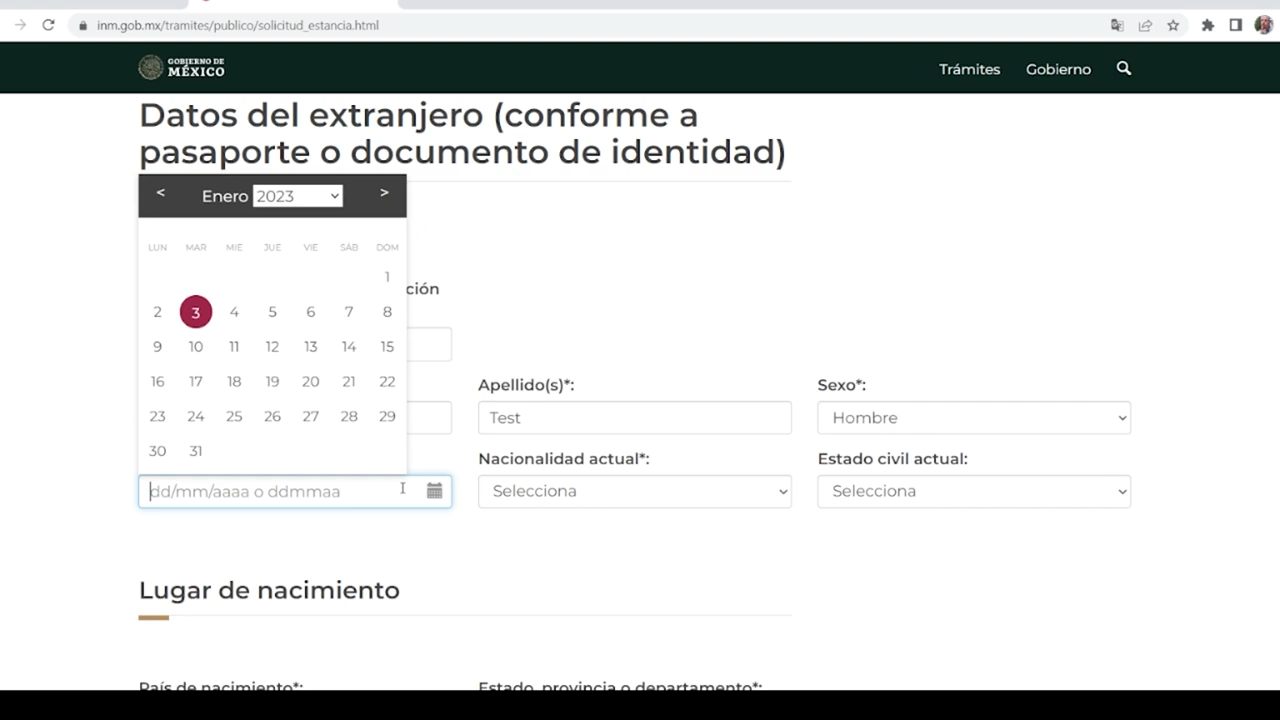 inm.gob.mx/tramites/publico/solicitud_estancia.html
GOBIERNO DE
MÉXICO
Trámites Gobierno
Datos del extranjero (conforme a
pasaporte o documento de identidad)
< Enero 2023 >
LUN MAR MIÉ JUE VIE SÁB DOM
1
ción
2 3 4 5 6 7 8
9 10 11 12 13 14 15
16 17 18 19 20 21 22
Apellido(s)*: Sexo*:
23 24 25 26 27 28 29
Test Hombre
30 31
Nacionalidad actual*: Estado civil actual:
dd/mm/aaaa o ddmmaa Selecciona Selecciona
Lugar de nacimiento
País de nacimiento*: Estado, provincia o departamento*: